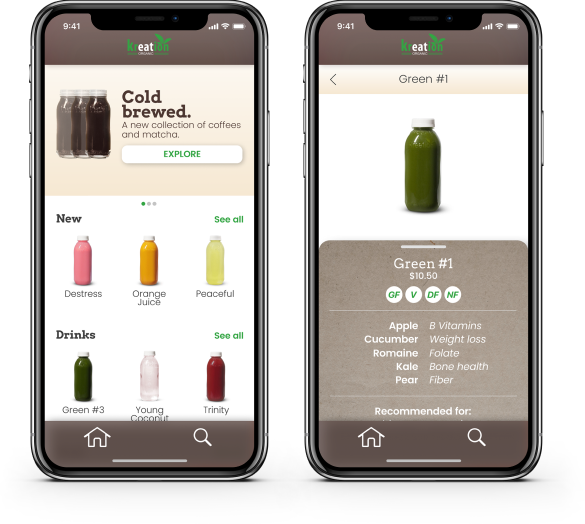 9:41
kreation
ORGANIC
Cold
brewed.
A new collection of coffees
and matcha.
EXPLORE
New
See all
Destress
Orange
Juice
Peaceful
Drinks
See all
Green #3
Young
Coconut
Trinity
9:41
kreation
ORGANIC
Green #1
Green #1
$10.50
GF V DF NF
Apple B Vitamins
Cucumber Weight loss
Romaine Folate
Kale Bone health
Pear Fiber
Recommended for: